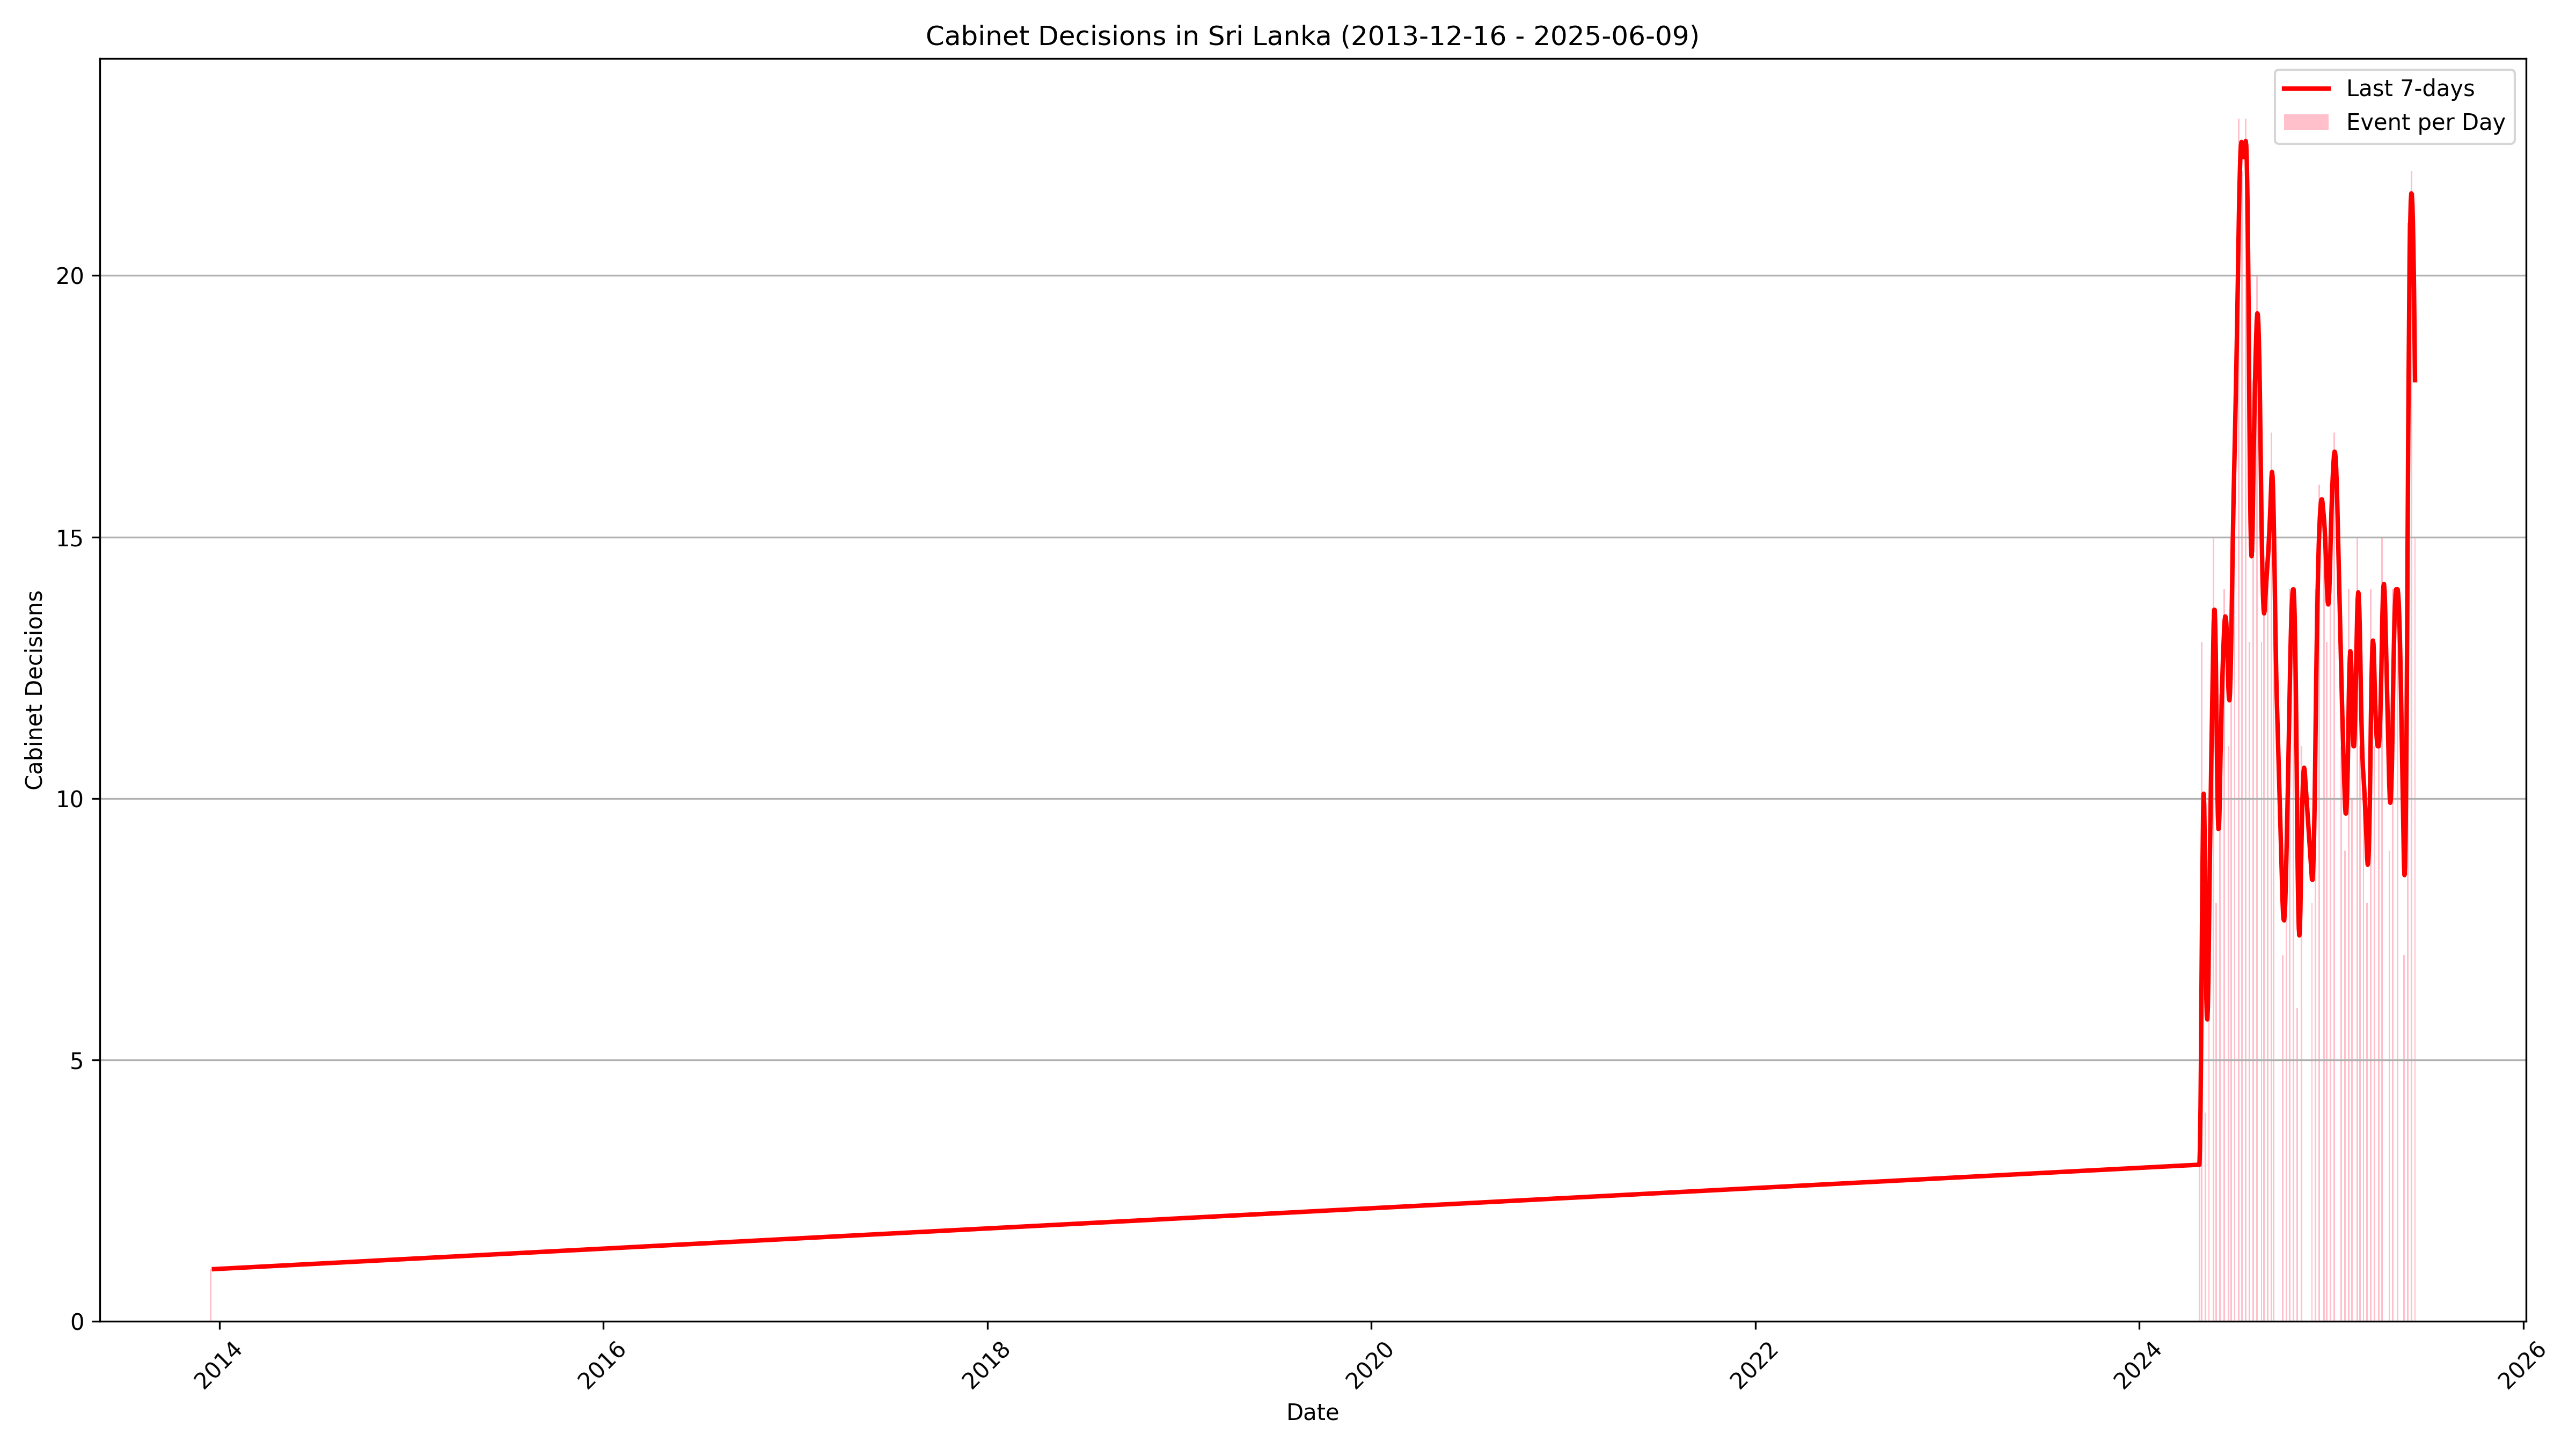 Cabinet Decisions in Sri Lanka (2013-12-16 - 2025-06-09)
Last 7-days
Event per Day
Cabinet Decisions
20
15
10
5
0
2014
2016
2018
2020
2022
2024
2026
Date